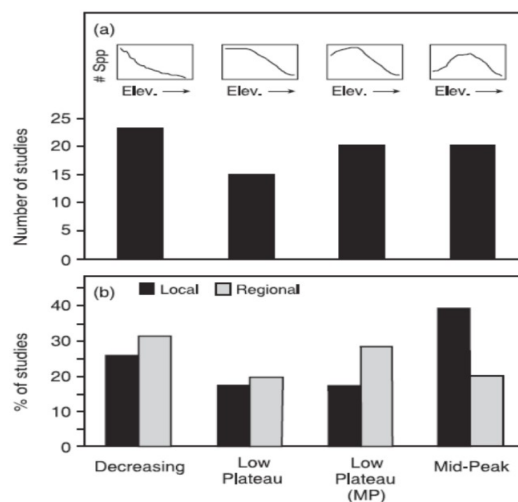 (a)
# Spp
Elev. → Elev. → Elev. → Elev. →
Number of studies
25
20
15
10
5
0
(b) Local Regional
% of studies
40
30
20
10
0
Decreasing Low Plateau Low Plateau (MP) Mid-Peak